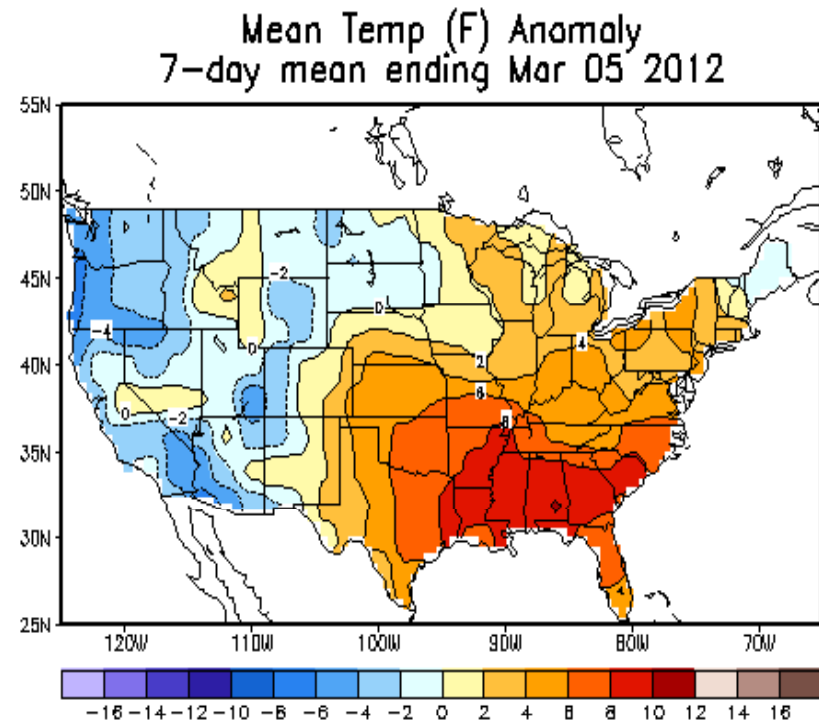 Mean Temp (F) Anomaly
7-day mean ending Mar 05 2012
55N
50N
45N
-2
0
-4
4
0
40N
2
6
0
-2
8
35N
30N
25N
120W 110W 100W 90W 80W 70W
-16 -14 -12 -10 -8 -6 -4 -2 0 2 4 6 8 10 12 14 16